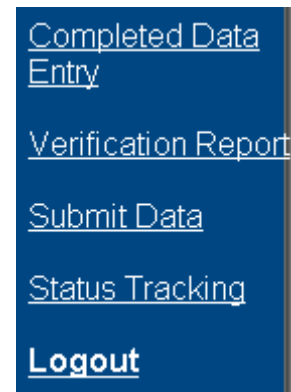 Completed Data
Entry
Verification Report
Submit Data
Status Tracking
Logout